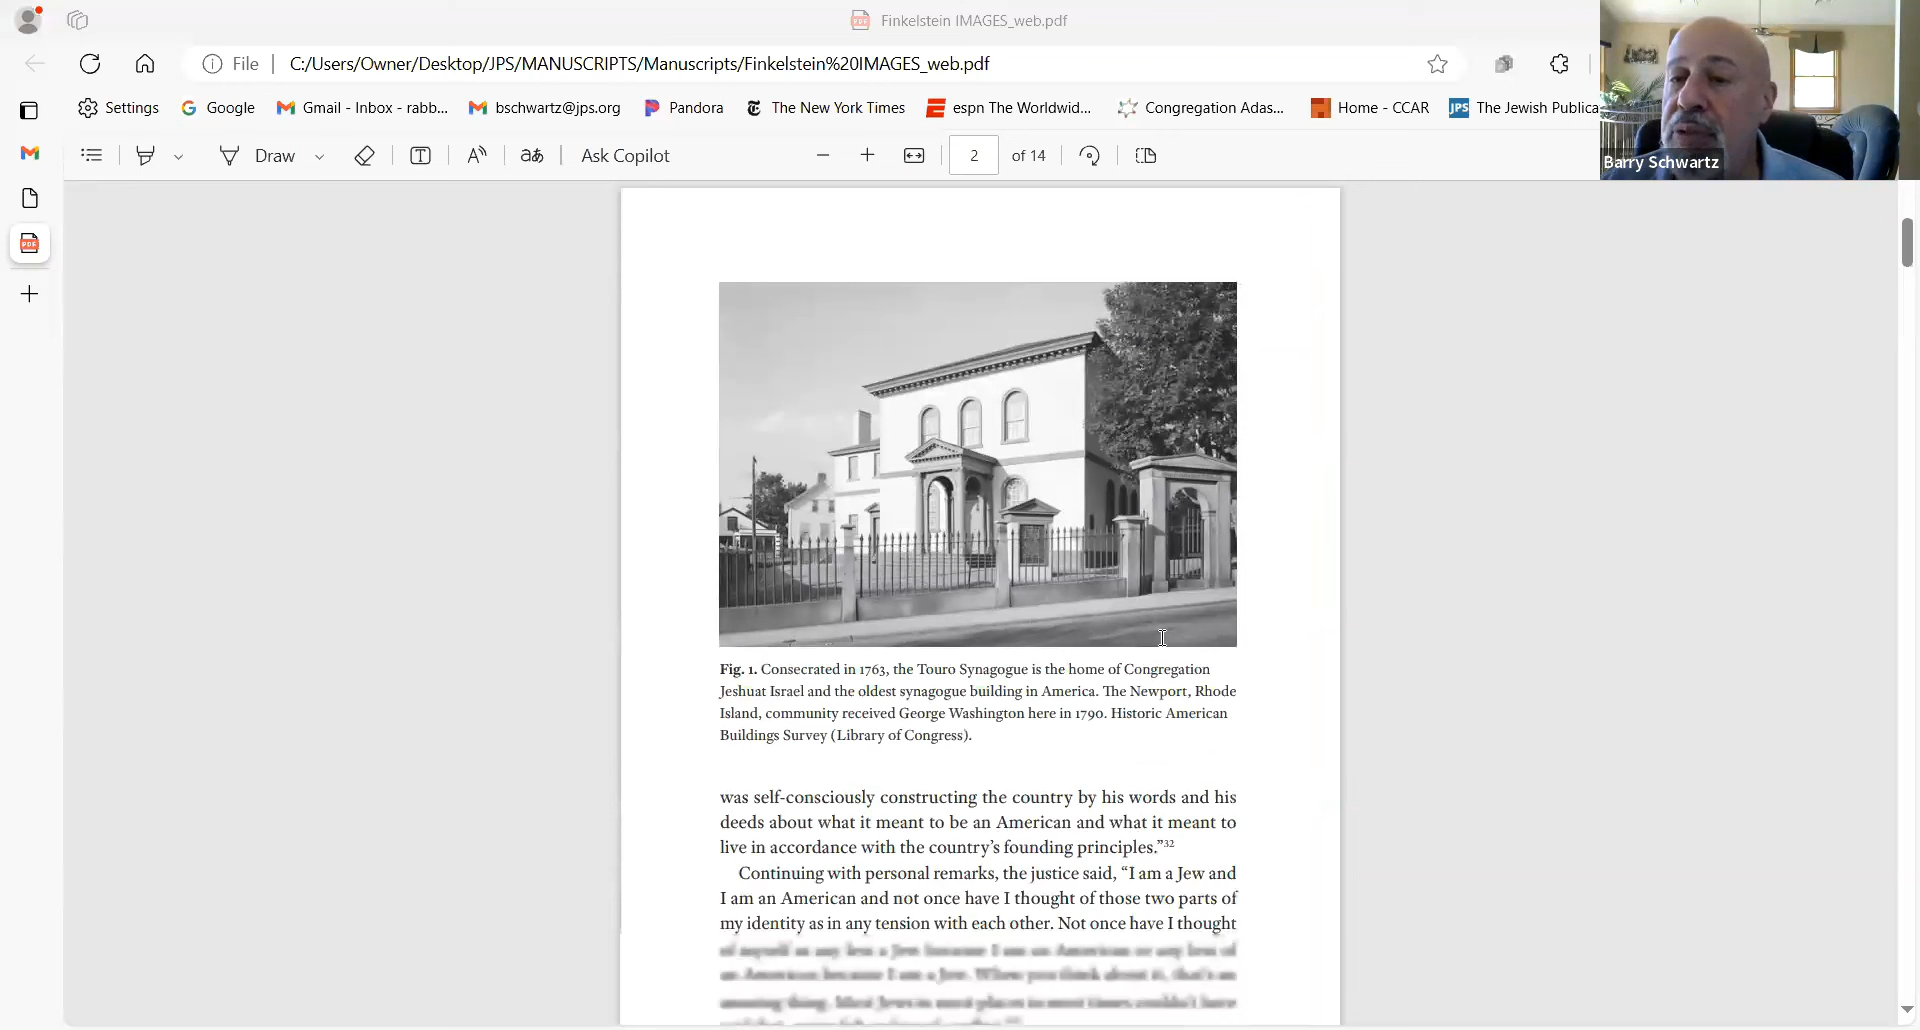 Finkelstein IMAGES_web.pdf
File C:/Users/Owner/Desktop/JPS/MANUSCRIPTS/Manuscripts/Finkelstein%20IMAGES_web.pdf
Settings Google Gmail - Inbox - rabb... bschwartz@jps.org Pandora The New York Times espn The Worldwid... Congregation Adas... Home - CCAR JPS The Jewish Publica
Draw Ask Copilot 2 of 14
Barry Schwartz
Fig. 1. Consecrated in 1763, the Touro Synagogue is the home of Congregation
Jeshuat Israel and the oldest synagogue building in America. The Newport, Rhode
Island, community received George Washington here in 1790. Historic American
Buildings Survey (Library of Congress).
was self-consciously constructing the country by his words and his
deeds about what it meant to be an American and what it meant to
live in accordance with the country's founding principles."32
Continuing with personal remarks, the justice said, "I am a Jew and
I am an American and not once have I thought of those two parts of
my identity as in any tension with each other. Not once have I thought